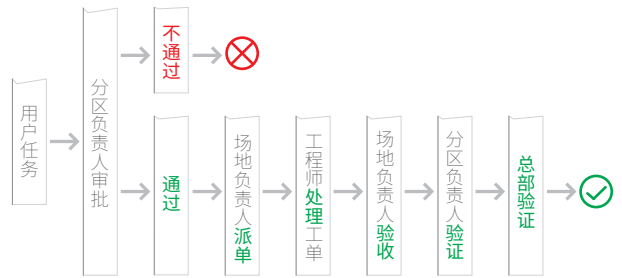 用户任务
分区负责人审批
不通过
通过
场地负责人派单
工程师处理工单
场地负责人验收
分区负责人验证
总部验证